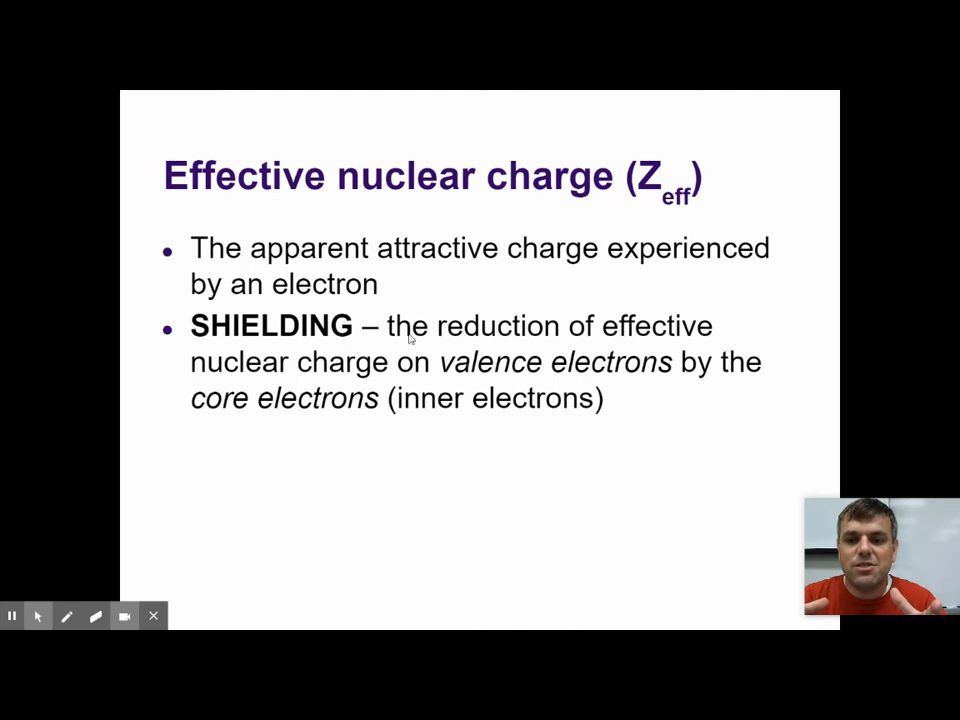 Effective nuclear charge (Zeff)
• The apparent attractive charge experienced
by an electron
• SHIELDING – the reduction of effective
nuclear charge on valence electrons by the
core electrons (inner electrons)